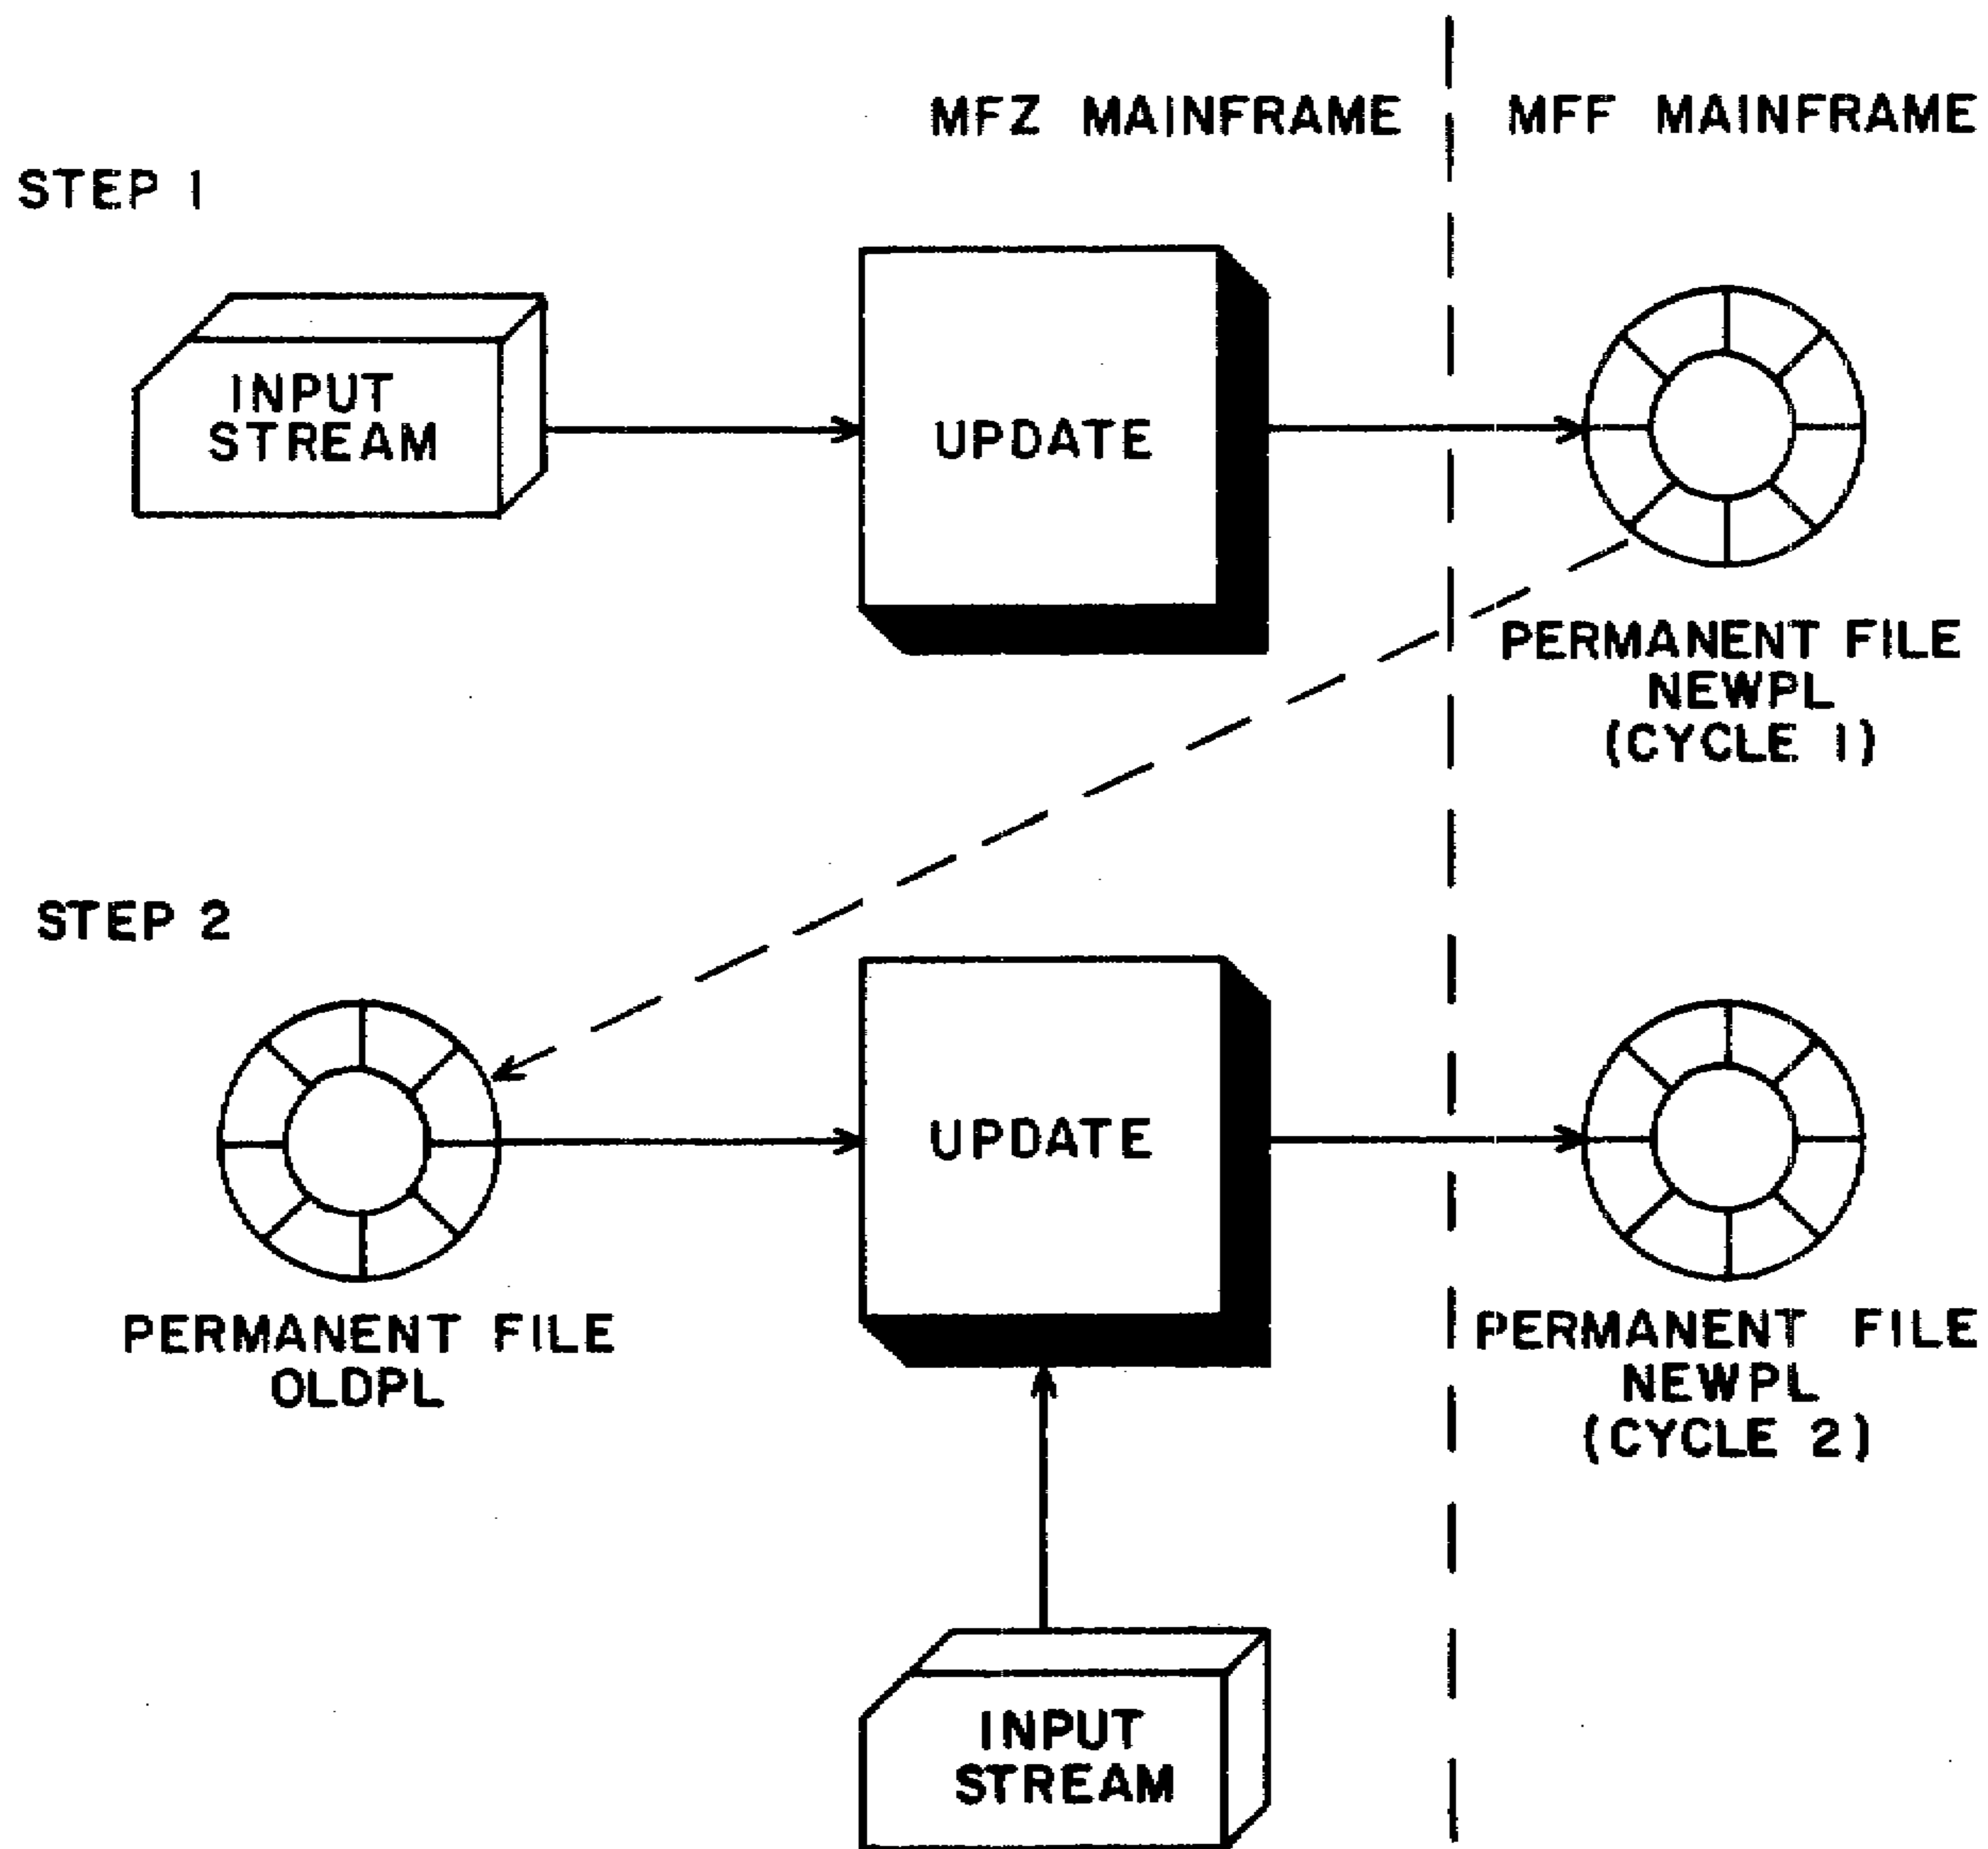 MFZ MAINFRAME
MFF MAINFRAME
STEP 1
INPUT
STREAM
UPDATE
PERMANENT FILE
NEWPL
(CYCLE 1)
STEP 2
UPDATE
PERMANENT FILE
OLDPL
PERMANENT FILE
NEWPL
(CYCLE 2)
INPUT
STREAM